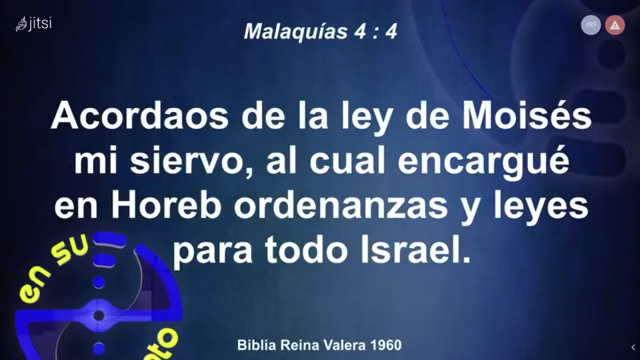 jitsi
Malaquías 4 : 4
Acordaos de la ley de Moisés
mi siervo, al cual encargué
en Horeb ordenanzas y leyes
para todo Israel.
en su
Biblia Reina Valera 1960